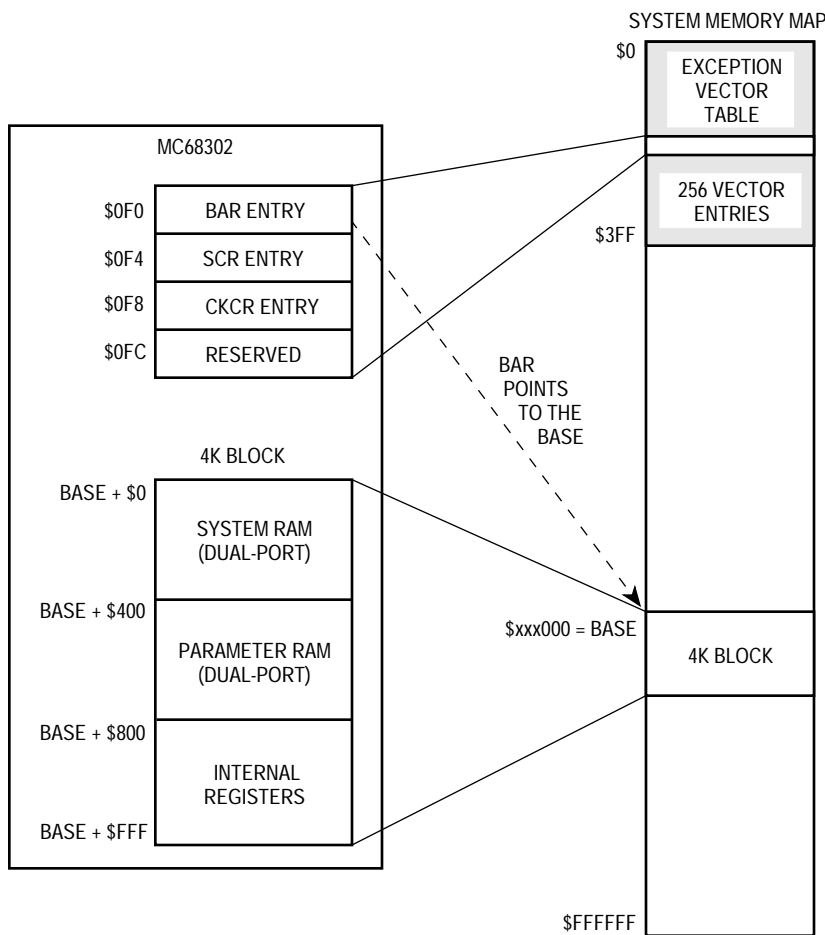 SYSTEM MEMORY MAP
$0
EXCEPTION
VECTOR
TABLE
256 VECTOR
ENTRIES
$3FF
MC68302
$0F0
BAR ENTRY
$0F4
SCR ENTRY
$0F8
CKCR ENTRY
$0FC
RESERVED
BAR
POINTS
TO THE
BASE
4K BLOCK
BASE + $0
SYSTEM RAM
(DUAL-PORT)
BASE + $400
PARAMETER RAM
(DUAL-PORT)
BASE + $800
INTERNAL
REGISTERS
BASE + $FFF
$xxx000 = BASE
4K BLOCK
$FFFFFF